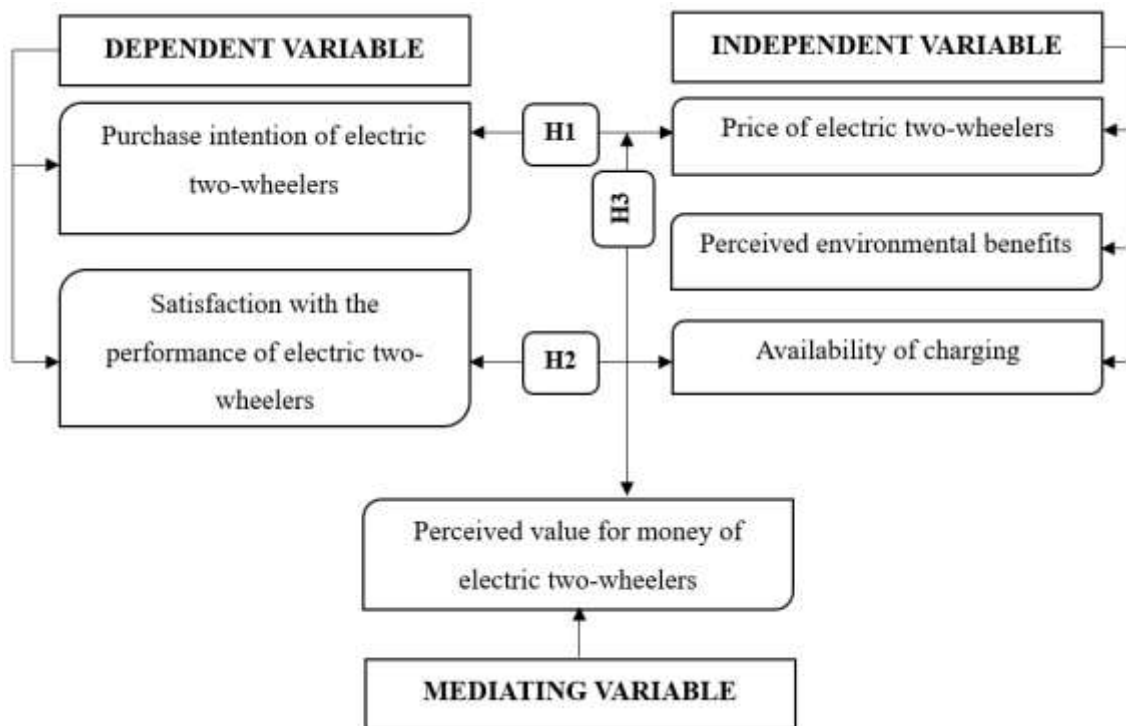 DEPENDENT VARIABLE
INDEPENDENT VARIABLE
Purchase intention of electric
two-wheelers
H1
Price of electric two-wheelers
H3
Perceived environmental benefits
Satisfaction with the
performance of electric two-
wheelers
H2
Availability of charging
Perceived value for money of
electric two-wheelers
MEDIATING VARIABLE